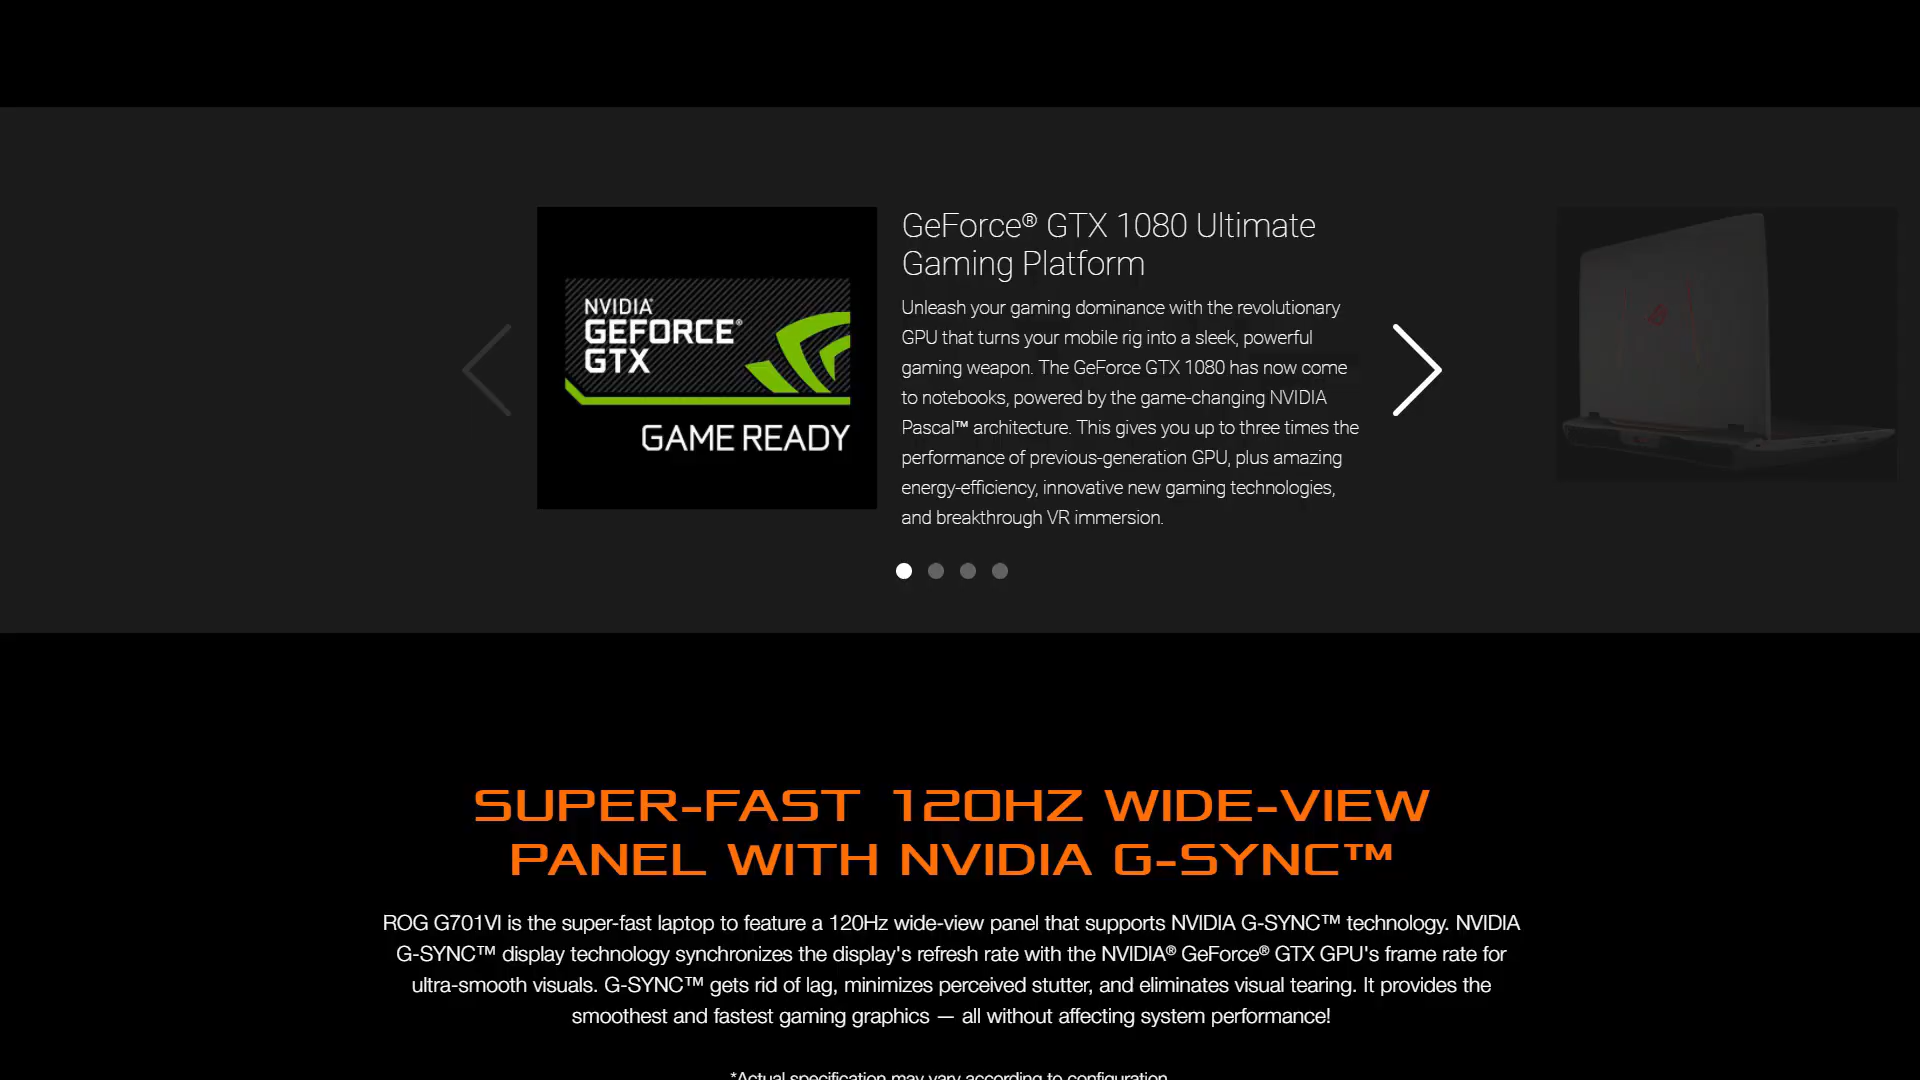 NVIDIA®
GEFORCE®
GTX
GAME READY
GeForce® GTX 1080 Ultimate
Gaming Platform
Unleash your gaming dominance with the revolutionary
GPU that turns your mobile rig into a sleek, powerful
gaming weapon. The GeForce GTX 1080 has now come
to notebooks, powered by the game-changing NVIDIA
Pascal™ architecture. This gives you up to three times the
performance of previous-generation GPU, plus amazing
energy-efficiency, innovative new gaming technologies,
and breakthrough VR immersion.
SUPER-FAST 120HZ WIDE-VIEW
PANEL WITH NVIDIA G-SYNC™
ROG G701VI is the super-fast laptop to feature a 120Hz wide-view panel that supports NVIDIA G-SYNC™ technology. NVIDIA
G-SYNC™ display technology synchronizes the display's refresh rate with the NVIDIA® GeForce® GTX GPU's frame rate for
ultra-smooth visuals. G-SYNC™ gets rid of lag, minimizes perceived stutter, and eliminates visual tearing. It provides the
smoothest and fastest gaming graphics — all without affecting system performance!
*Actual specification may vary according to configuration